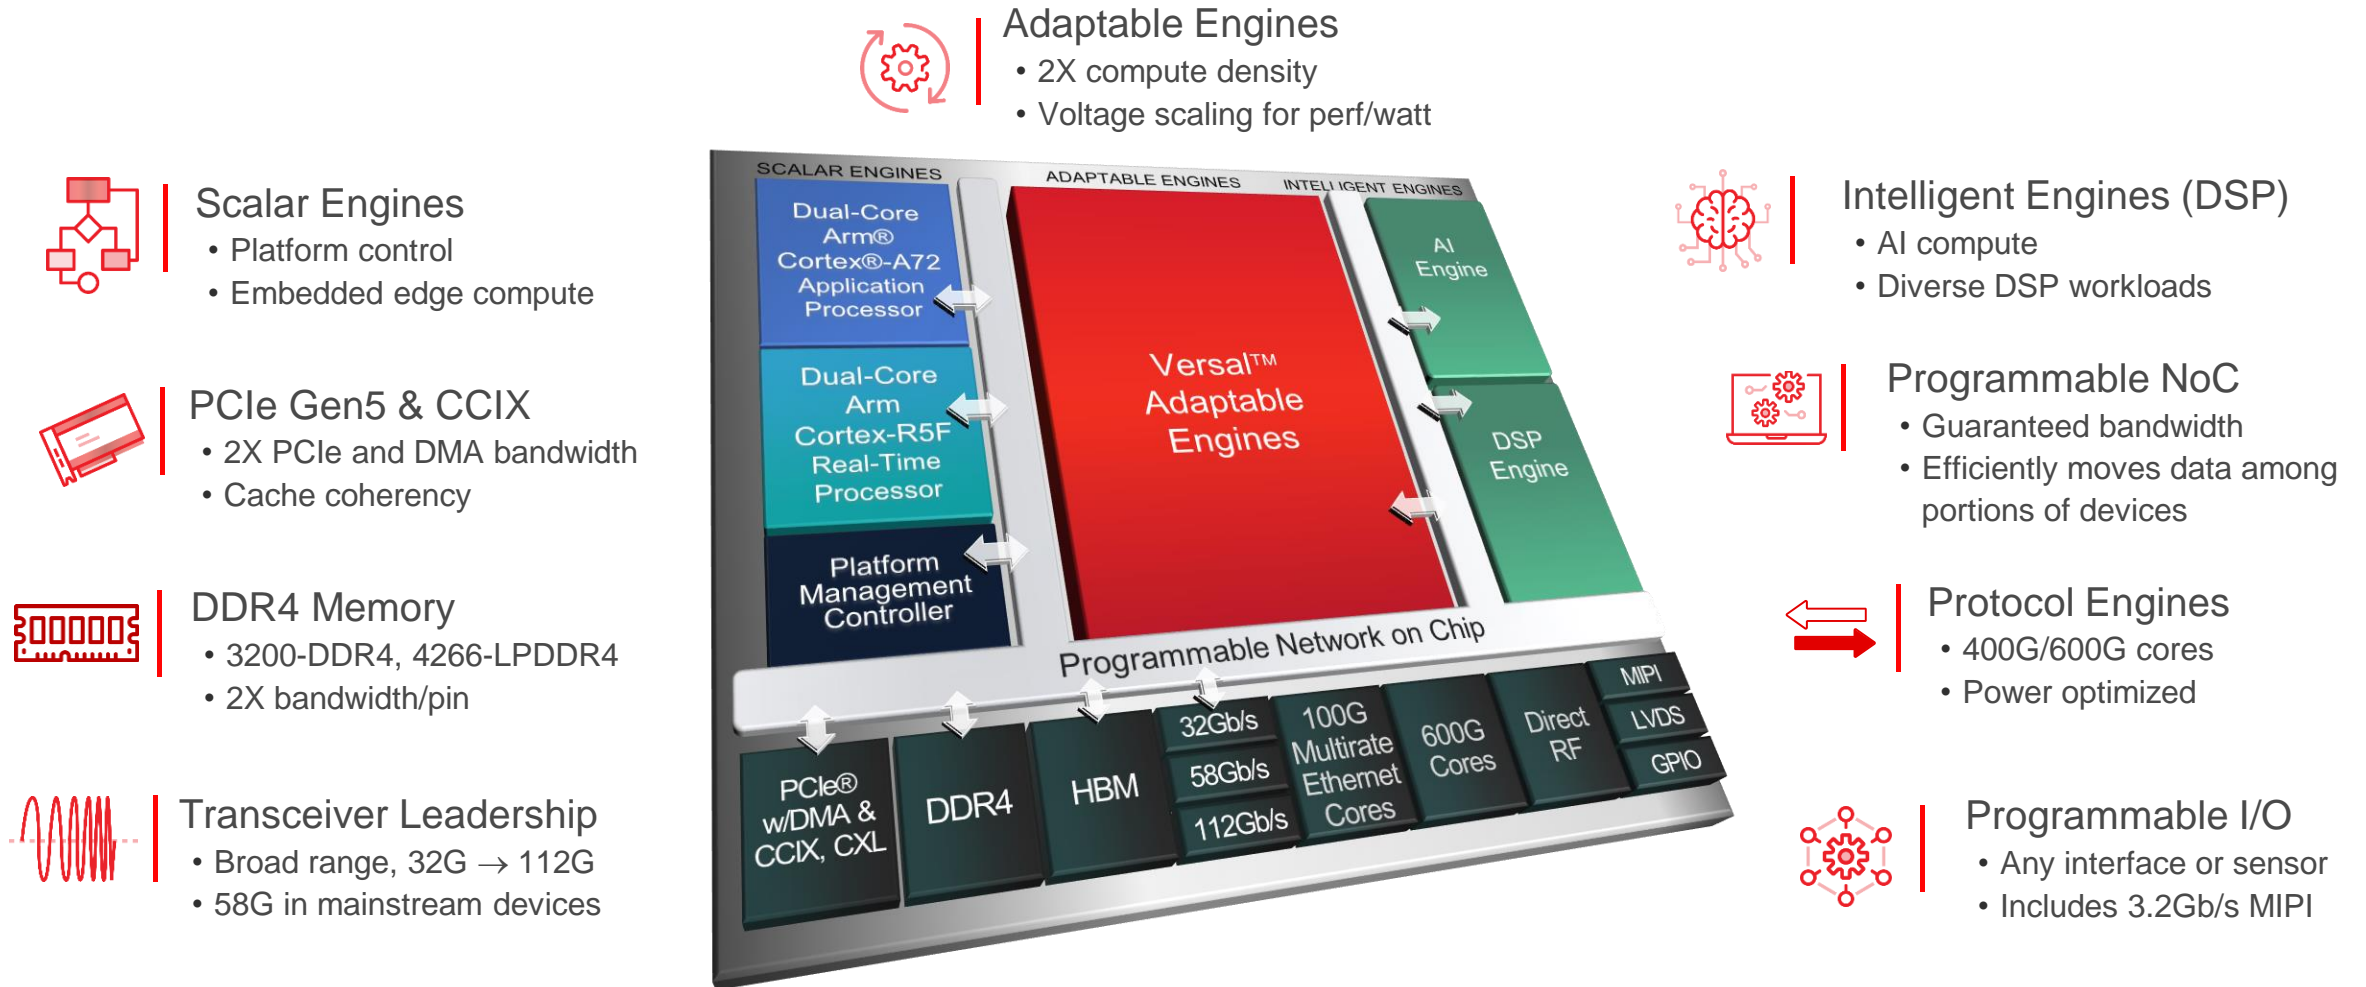 Adaptable Engines
• 2X compute density
• Voltage scaling for perf/watt
Scalar Engines
• Platform control
• Embedded edge compute
PCIe Gen5 & CCIX
• 2X PCIe and DMA bandwidth
• Cache coherency
DDR4 Memory
• 3200-DDR4, 4266-LPDDR4
• 2X bandwidth/pin
Transceiver Leadership
• Broad range, 32G → 112G
• 58G in mainstream devices
SCALAR ENGINES
ADAPTABLE ENGINES
INTELLIGENT ENGINES
Dual-Core
Arm®
Cortex®-A72
Application
Processor
Dual-Core
Arm
Cortex-R5F
Real-Time
Processor
Platform
Management
Controller
Versal™
Adaptable
Engines
AI
Engine
DSP
Engine
Programmable Network on Chip
PCIe®
w/DMA &
CCIX, CXL
DDR4
HBM
32Gb/s
58Gb/s
112Gb/s
100G
Multirate
Ethernet
Cores
600G
Cores
Direct
RF
MIPI
LVDS
GPIO
Intelligent Engines (DSP)
• AI compute
• Diverse DSP workloads
Programmable NoC
• Guaranteed bandwidth
• Efficiently moves data among
portions of devices
Protocol Engines
• 400G/600G cores
• Power optimized
Programmable I/O
• Any interface or sensor
• Includes 3.2Gb/s MIPI